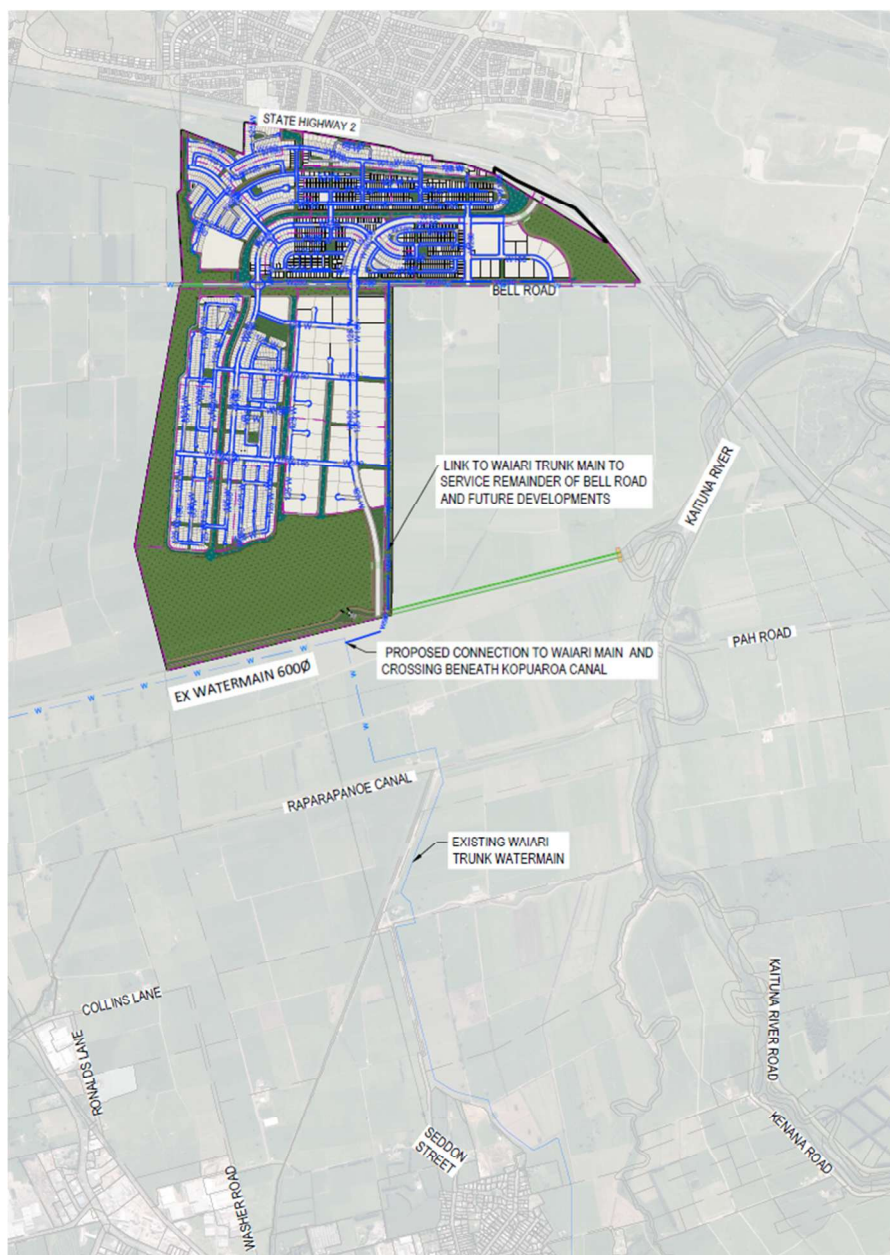 STATE HIGHWAY 2
BELL ROAD
LINK TO WAIARI TRUNK MAIN TO
SERVICE REMAINDER OF BELL ROAD
AND FUTURE DEVELOPMENTS
KAITUNA RIVER
PAH ROAD
PROPOSED CONNECTION TO WAIARI MAIN AND
CROSSING BENEATH KOPUAROA CANAL
EX WATERMAIN 600Ø
W W W W W W
W
RAPARAPANOE CANAL
EXISTING WAIARI
TRUNK WATERMAIN
COLLINS LANE
RONALDS LANE
KAITUNA RIVER ROAD
KENANA ROAD
SEDDON
STREET
WASHER ROAD